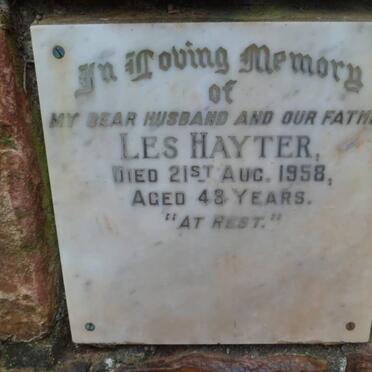 In Loving Memory
of
MY DEAR HUSBAND AND OUR FATHE
LES HAYTER,
DIED 21ST AUG. 1958,
AGED 48 YEARS.
"AT REST."